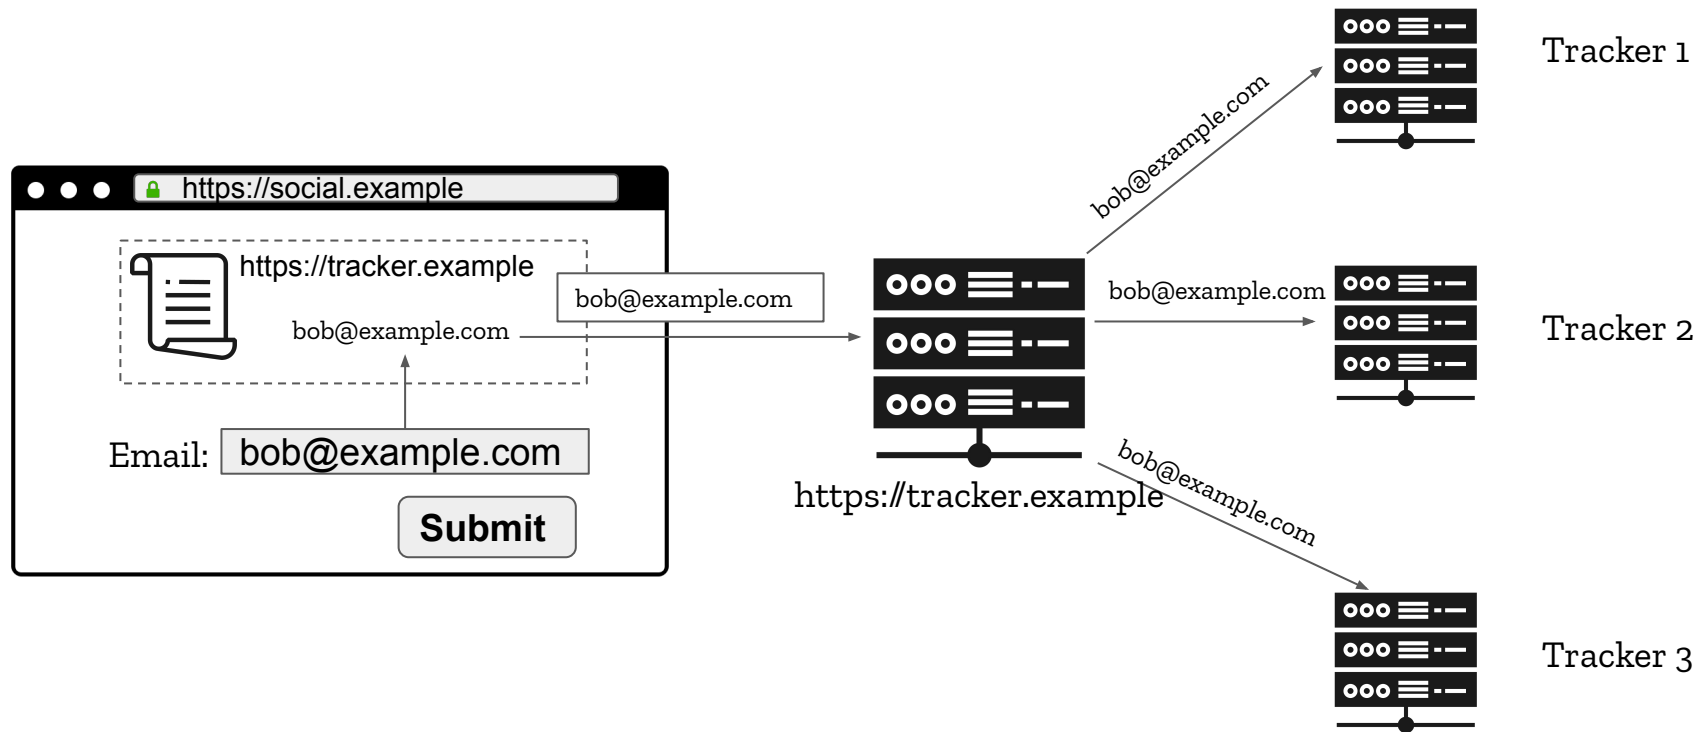 https://social.example
https://tracker.example
bob@example.com
bob@example.com
Email: bob@example.com
Submit
https://tracker.example
bob@example.com
bob@example.com
bob@example.com
Tracker 1
Tracker 2
Tracker 3